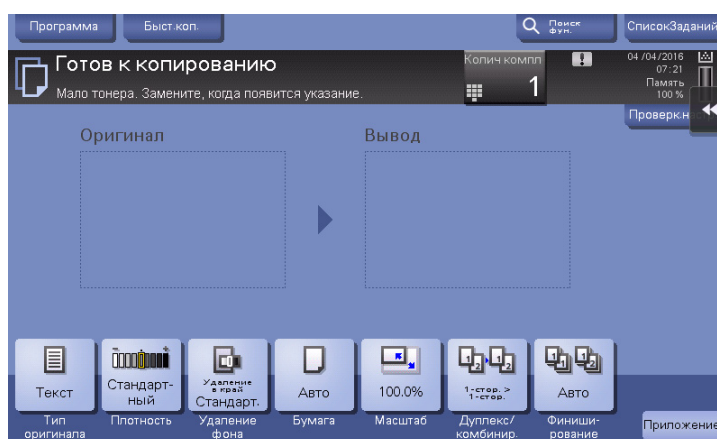 Программа
Быст.коп.
Поиск
фун.
СписокЗаданий
Готов к копированию
Мало тонера. Замените, когда появится указание.
Колич компл
1
04/04/2016
07:21
Память
100 %
Проверк.н
Оригинал
Вывод
Текст
Стандарт-
ный
Удаление
в край
Стандарт.
Авто
100.0%
1-стор. >
1-стор.
Авто
Тип
оригинала
Плотность
Удаление
фона
Бумага
Масштаб
Дуплекс/
комбинир.
Финиши-
рование
Приложение